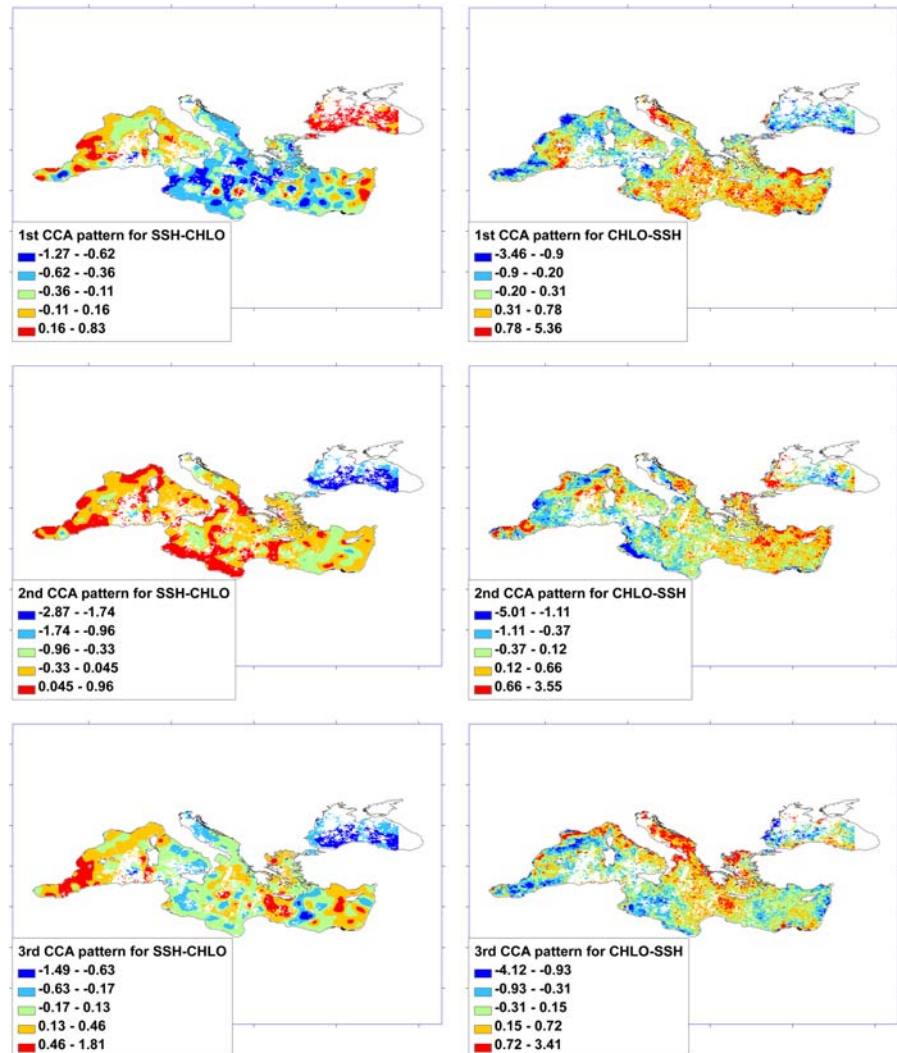 1st CCA pattern for SSH-CHLO
-1.27 - -0.62
-0.62 - -0.36
-0.36 - -0.11
-0.11 - 0.16
0.16 - 0.83
1st CCA pattern for CHLO-SSH
-3.46 - -0.9
-0.9 - -0.20
-0.20 - 0.31
0.31 - 0.78
0.78 - 5.36
2nd CCA pattern for SSH-CHLO
-2.87 - -1.74
-1.74 - -0.96
-0.96 - -0.33
-0.33 - 0.045
0.045 - 0.96
2nd CCA pattern for CHLO-SSH
-5.01 - -1.11
-1.11 - -0.37
-0.37 - 0.12
0.12 - 0.66
0.66 - 3.55
3rd CCA pattern for SSH-CHLO
-1.49 - -0.63
-0.63 - -0.17
-0.17 - 0.13
0.13 - 0.46
0.46 - 1.81
3rd CCA pattern for CHLO-SSH
-4.12 - -0.93
-0.93 - -0.31
-0.31 - 0.15
0.15 - 0.72
0.72 - 3.41